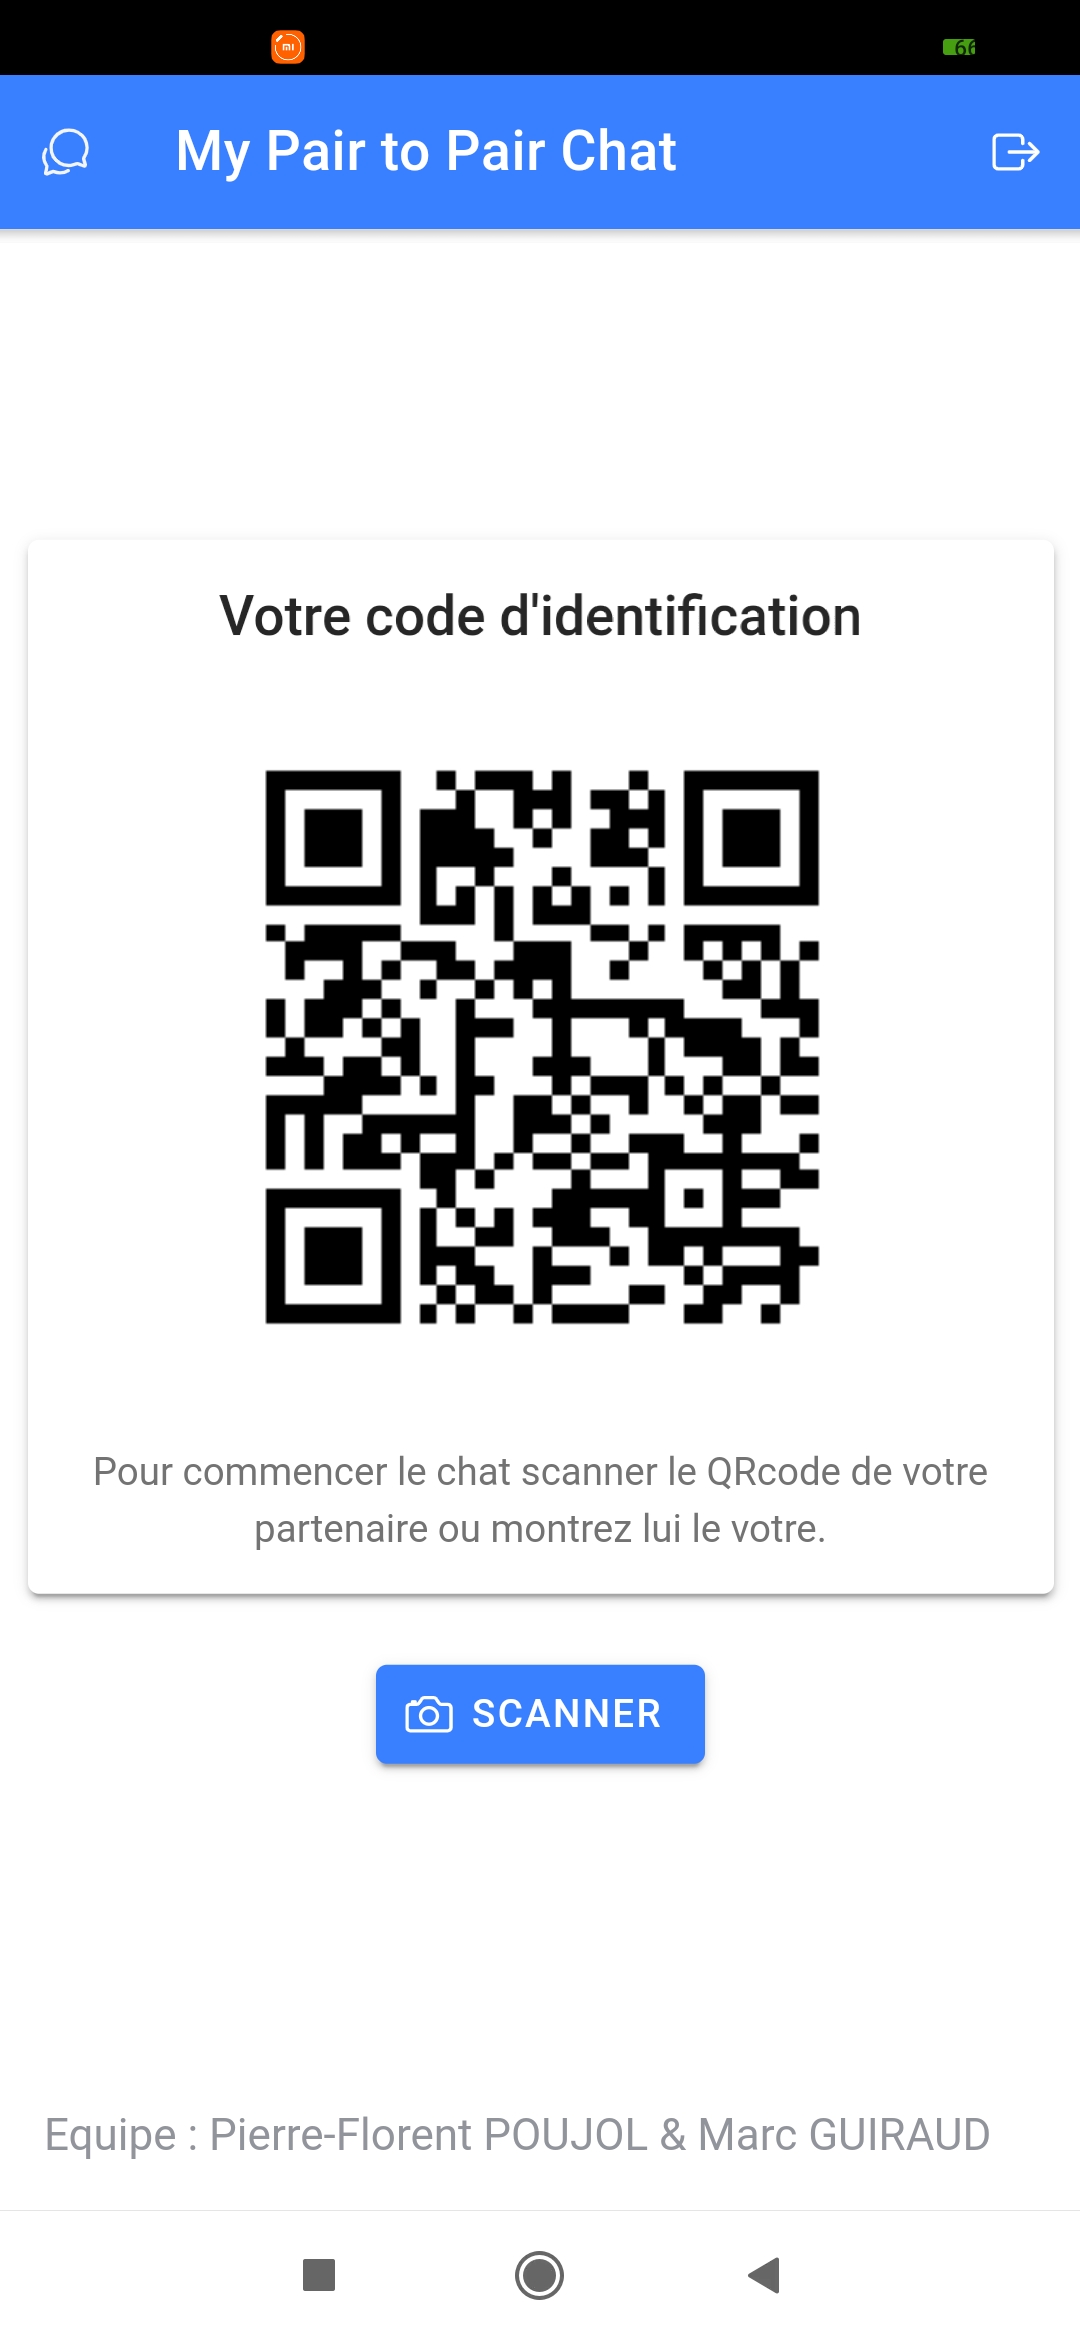 My Pair to Pair Chat
Votre code d'identification
Pour commencer le chat scanner le QRcode de votre
partenaire ou montrez lui le votre.
SCANNER
Equipe : Pierre-Florent POUJOL & Marc GUIRAUD